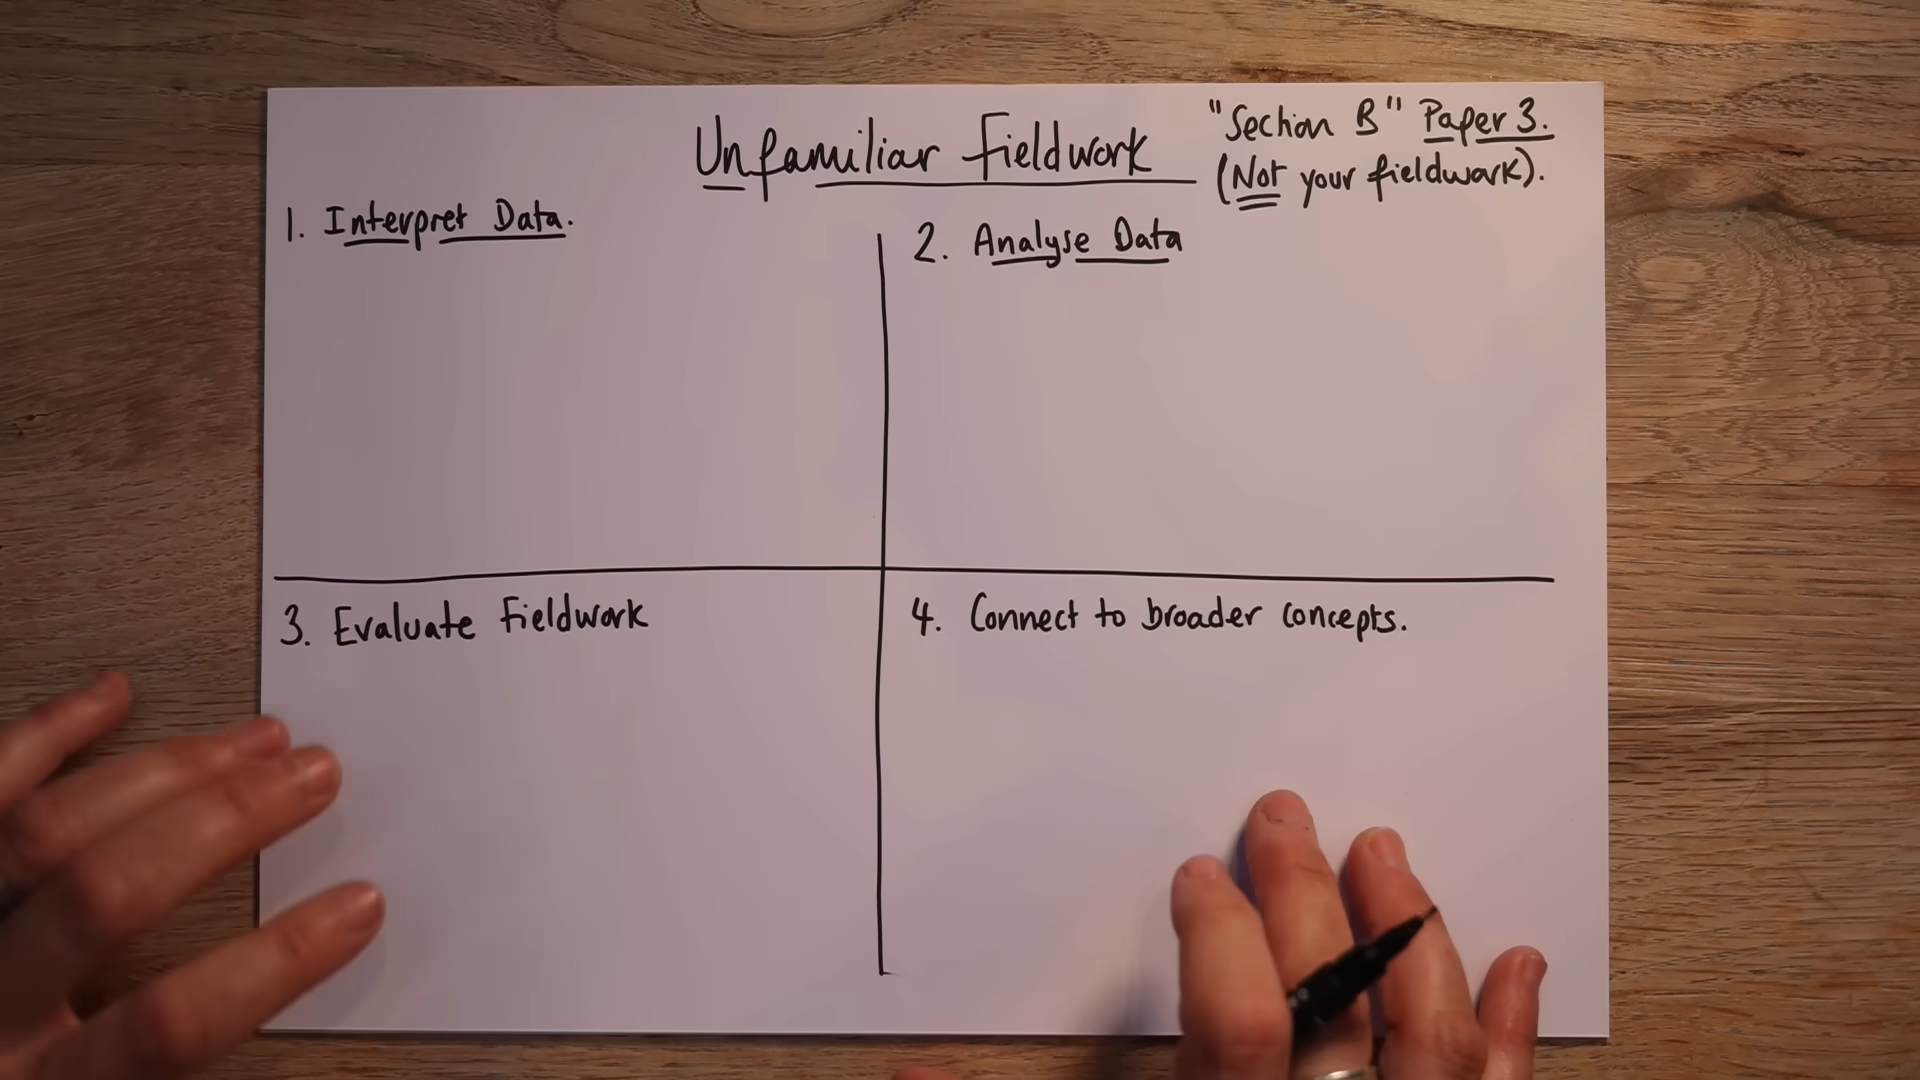 Unfamiliar Fieldwork
"Section B" Paper 3.
(Not your fieldwork).
1. Interpret Data.
2. Analyse Data
3. Evaluate Fieldwork
4. Connect to broader concepts.